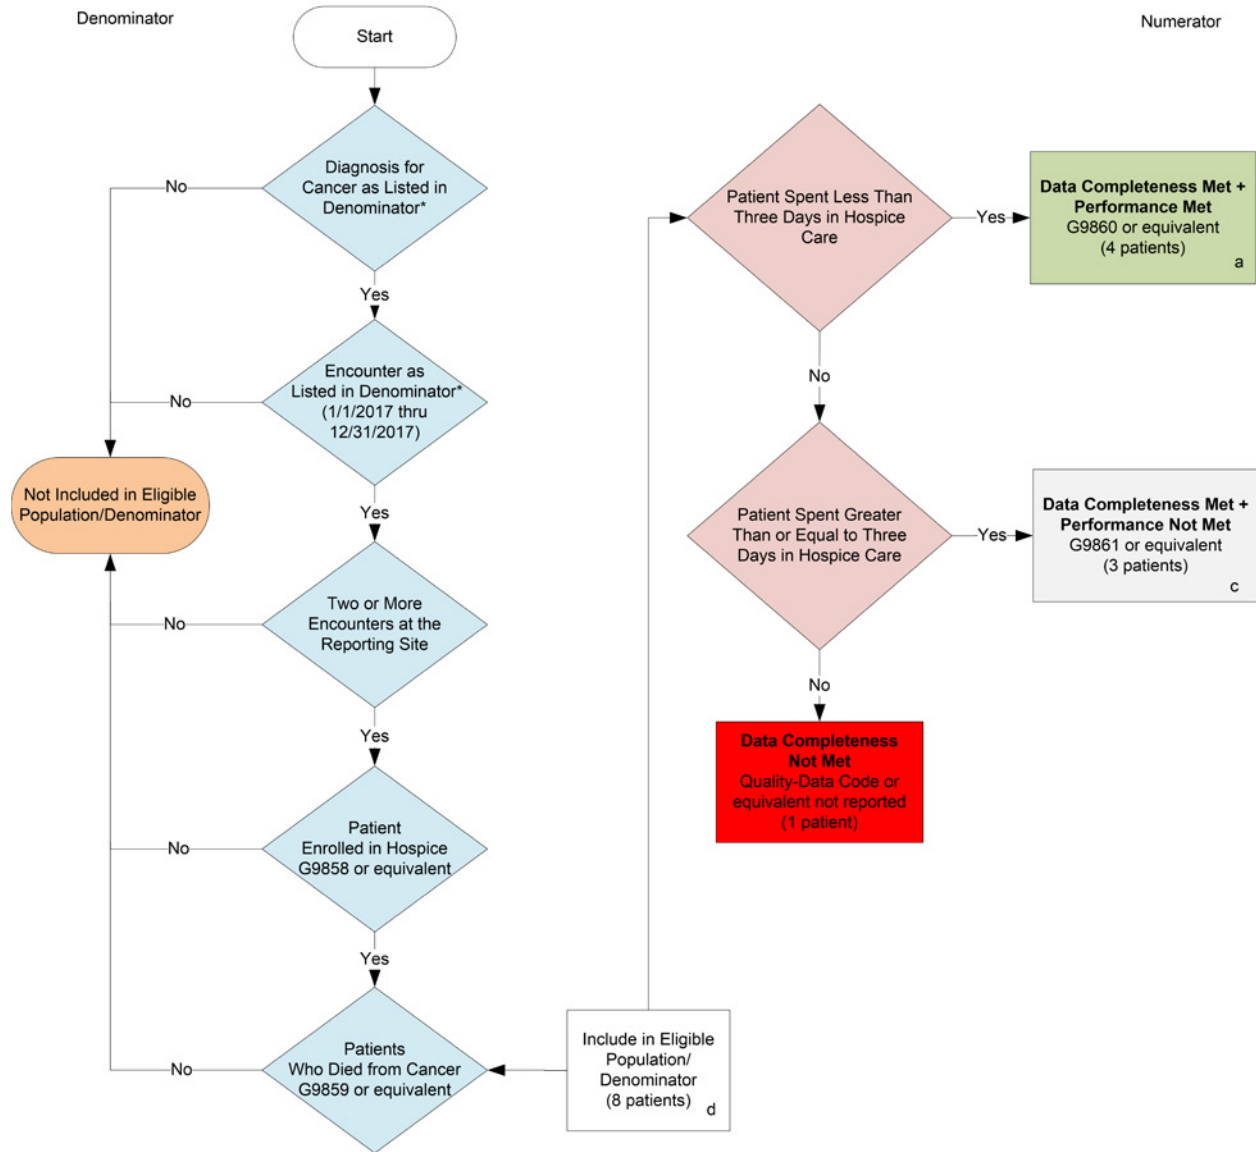 Denominator
Numerator
Start
Diagnosis for
Cancer as Listed in
Denominator*
No
Yes
Encounter as
Listed in Denominator*
(1/1/2017 thru
12/31/2017)
No
Yes
Not Included in Eligible
Population/Denominator
Two or More
Encounters at the
Reporting Site
No
Yes
Patient
Enrolled in Hospice
G9858 or equivalent
No
Yes
Patients
Who Died from Cancer
G9859 or equivalent
No
Include in Eligible
Population/
Denominator
(8 patients)
d
Patient Spent Less Than
Three Days in Hospice
Care
Yes
Data Completeness Met +
Performance Met
G9860 or equivalent
(4 patients)
a
No
Patient Spent Greater
Than or Equal to Three
Days in Hospice Care
Yes
Data Completeness Met +
Performance Not Met
G9861 or equivalent
(3 patients)
c
No
Data Completeness
Not Met
Quality-Data Code or
equivalent not reported
(1 patient)